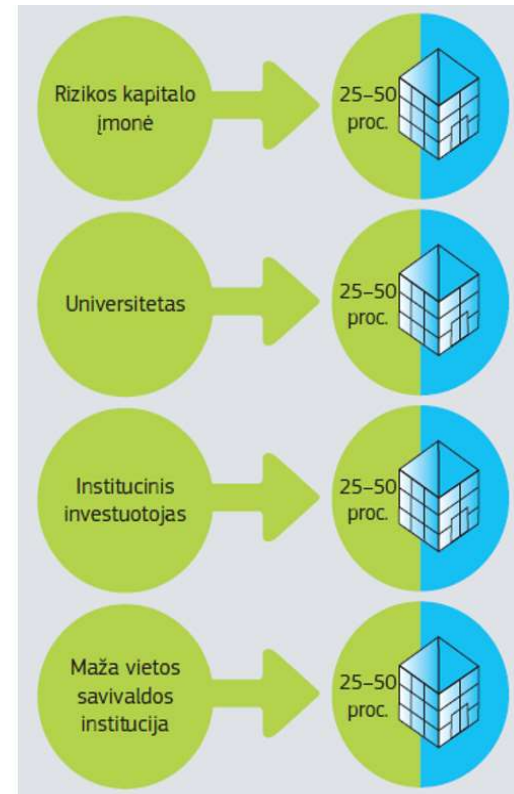 Rizikos kapitalo
įmonė
25–50
proc.
Universitetas
25–50
proc.
Institucinis
investuotojas
25–50
proc.
Maža vietos
savivaldos
institucija
25–50
proc.